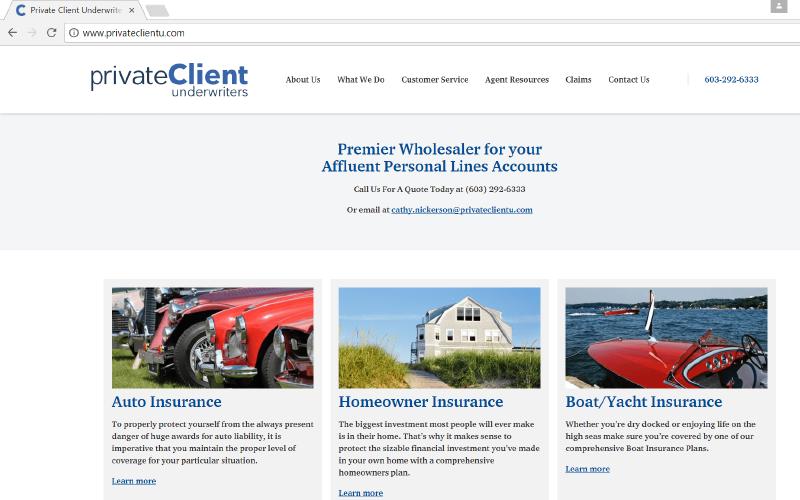 Private Client Underwrite
www.privateclientu.com
privateClient
underwriters
About Us What We Do Customer Service Agent Resources Claims Contact Us 603-292-6333
Premier Wholesaler for your
Affluent Personal Lines Accounts
Call Us For A Quote Today at (603) 292-6333
Or email at cathy.nickerson@privateclientu.com
Auto Insurance
To properly protect yourself from the always present
danger of huge awards for auto liability, it is
imperative that you maintain the proper level of
coverage for your particular situation.
Learn more
Homeowner Insurance
The biggest investment most people will ever make
is in their home. That's why it makes sense to
protect the sizable financial investment you've made
in your own home with a comprehensive
homeowners plan.
Learn more
Boat/Yacht Insurance
Whether you're dry docked or enjoying life on the
high seas make sure you're covered by one of our
comprehensive Boat Insurance Plans.
Learn more